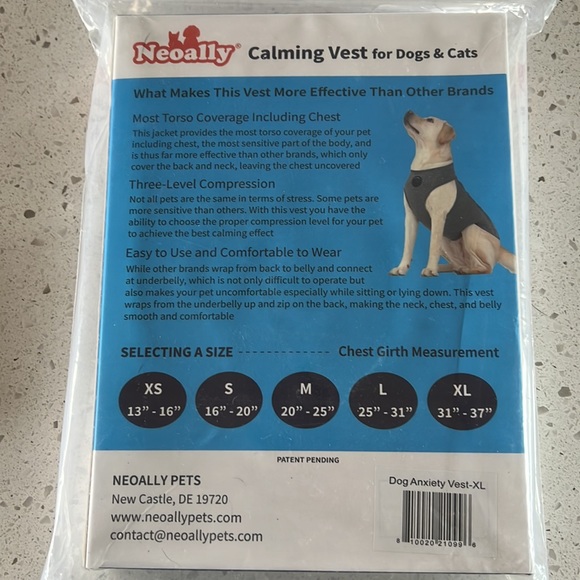 Neoally® Calming Vest for Dogs & Cats
What Makes This Vest More Effective Than Other Brands
Most Torso Coverage Including Chest
This jacket provides the most torso coverage of your pet
including chest, the most sensitive part of the body, and
is thus far more effective than other brands, which only
cover the back and neck, leaving the chest uncovered
Three-Level Compression
Not all pets are the same in terms of stress. Some pets are
more sensitive than others. With this vest you have the
ability to choose the proper compression level for your pet
to achieve the best calming effect
Easy to Use and Comfortable to Wear
While other brands wrap from back to belly and connect
at underbelly, which is not only difficult to operate but
also makes your pet uncomfortable especially while sitting or lying down. This vest
wraps from the underbelly up and zip on the back, making the neck, chest, and belly
smooth and comfortable
SELECTING A SIZE - - - - - - - - - - - - - Chest Girth Measurement
XS S M L XL
13” - 16” 16” - 20” 20” - 25” 25” - 31” 31” - 37”
PATENT PENDING
NEOALLY PETS
New Castle, DE 19720
www.neoallypets.com
contact@neoallypets.com
Dog Anxiety Vest-XL
8 10020 21099 6